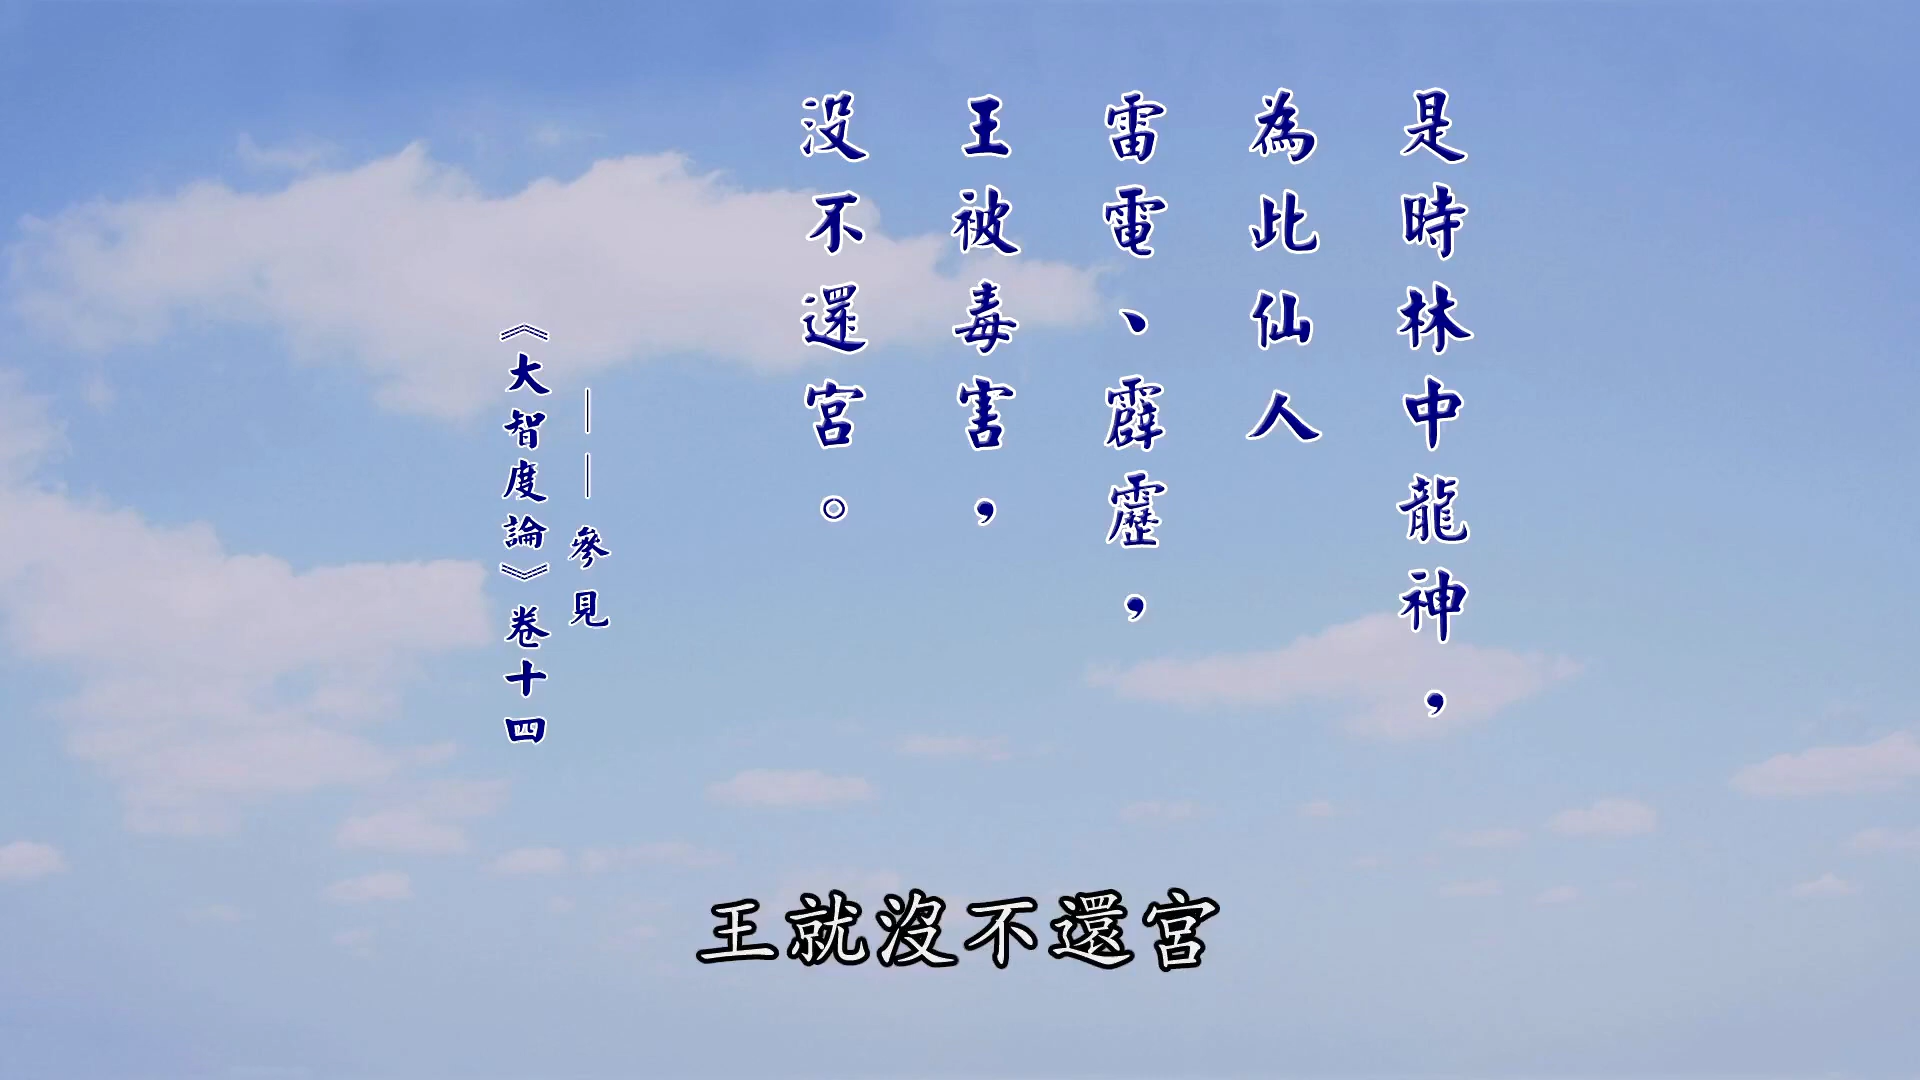 是時林中龍神，
為此仙人
雷電、霹靂，
王被毒害，
沒不還宮。
——參見
《大智度論》卷十四
王就沒不還宮